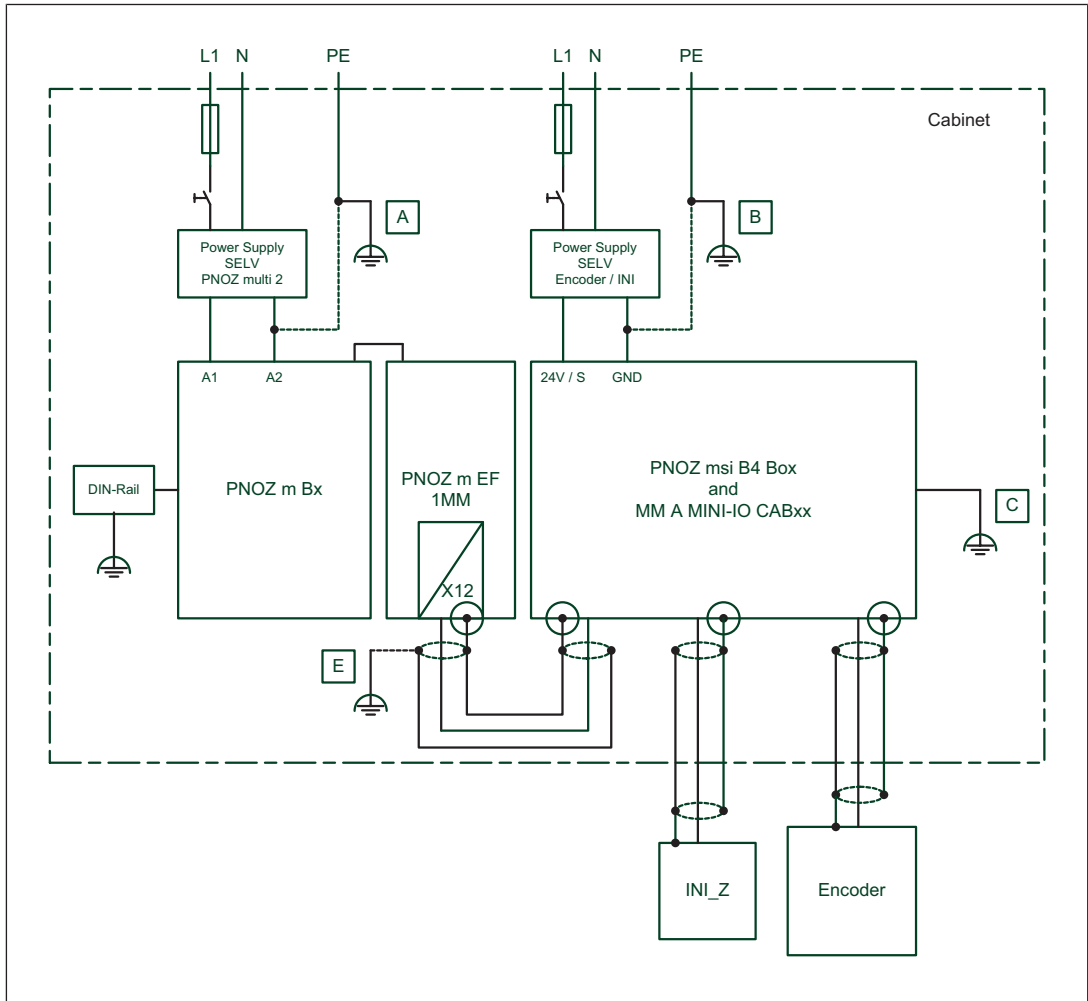 L1 N PE
L1 N PE
Cabinet
A
B
Power Supply
SELV
PNOZ multi 2
Power Supply
SELV
Encoder / INI
A1 A2
24V / S GND
DIN-Rail
PNOZ m Bx
PNOZ m EF
1MM
X12
PNOZ msi B4 Box
and
MM A MINI-IO CABxx
C
E
INI_Z
Encoder